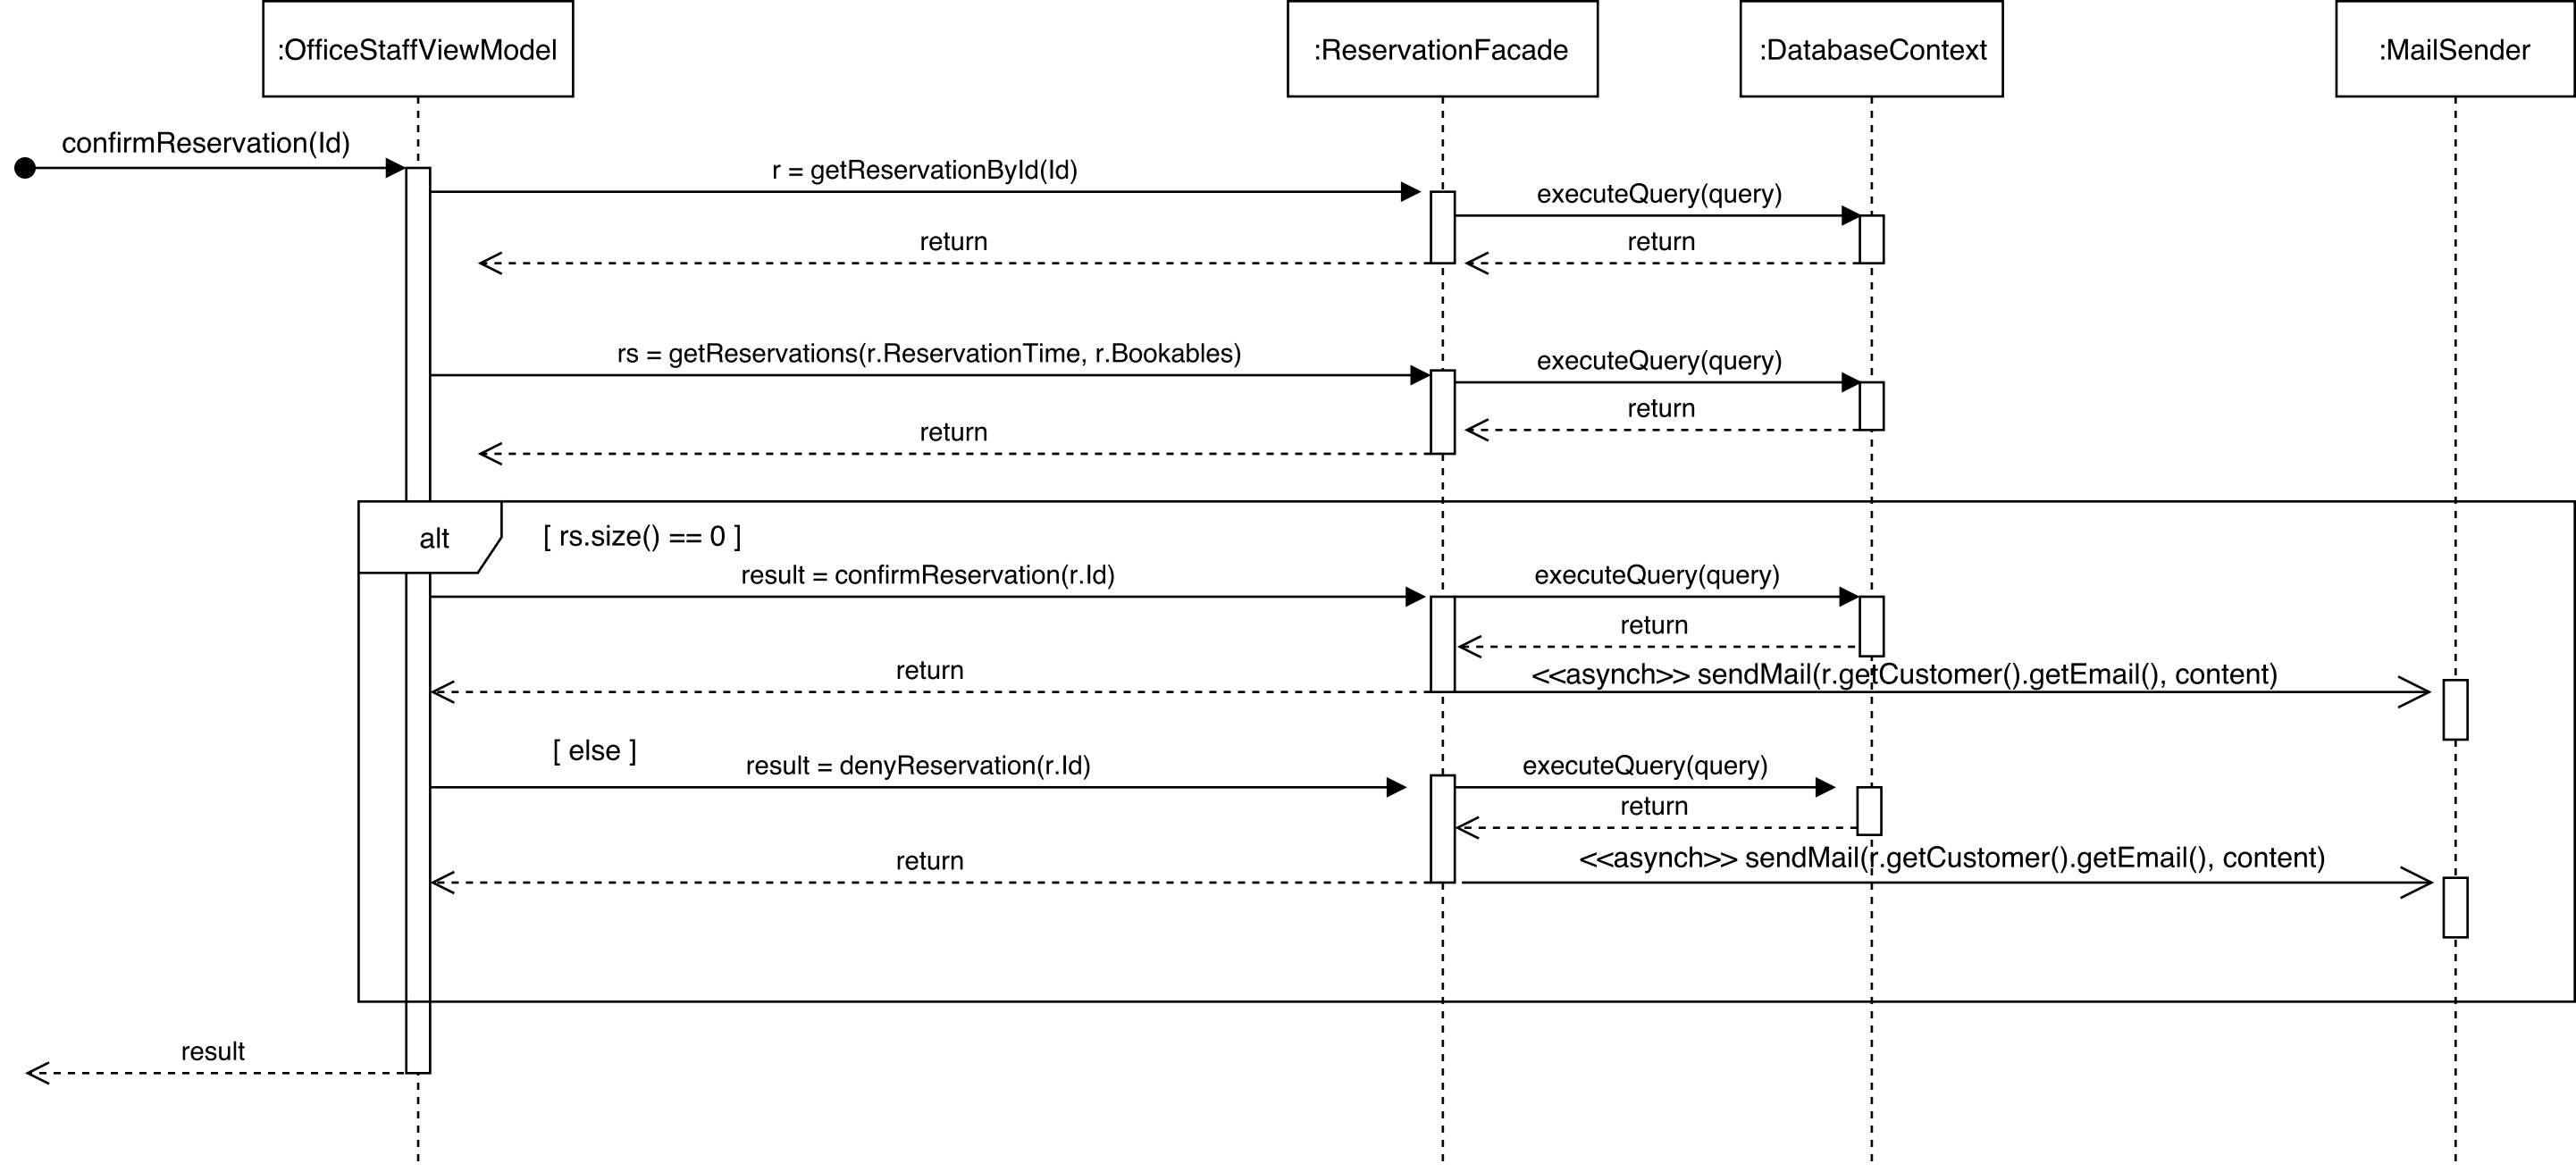 :OfficeStaffViewModel
:ReservationFacade
:DatabaseContext
:MailSender
confirmReservation(Id)
r = getReservationById(Id)
executeQuery(query)
return
return
rs = getReservations(r.ReservationTime, r.Bookables)
executeQuery(query)
return
return
alt
[ rs.size() == 0 ]
result = confirmReservation(r.Id)
executeQuery(query)
return
return
<<asynch>> sendMail(r.getCustomer().getEmail(), content)
[ else ]
result = denyReservation(r.Id)
executeQuery(query)
return
return
<<asynch>> sendMail(r.getCustomer().getEmail(), content)
result